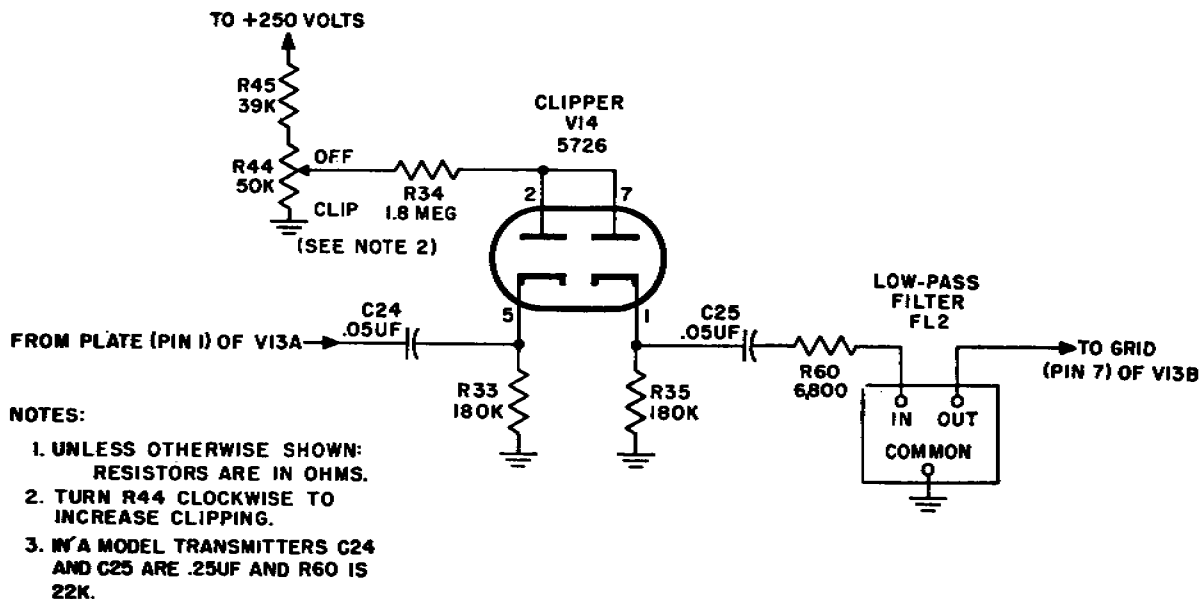 TO +250 VOLTS
R45
39K
R44
50K
OFF
CLIP
(SEE NOTE 2)
R34
1.8 MEG
CLIPPER
V14
5726
2
7
5
1
FROM PLATE (PIN 1) OF V13A
C24
.05UF
R33
180K
R35
180K
C25
.05UF
R60
6,800
LOW-PASS
FILTER
FL2
IN OUT
COMMON
TO GRID
(PIN 7) OF V13B
NOTES:
1. UNLESS OTHERWISE SHOWN:
RESISTORS ARE IN OHMS.
2. TURN R44 CLOCKWISE TO
INCREASE CLIPPING.
3. IN A MODEL TRANSMITTERS C24
AND C25 ARE .25UF AND R60 IS
22K.